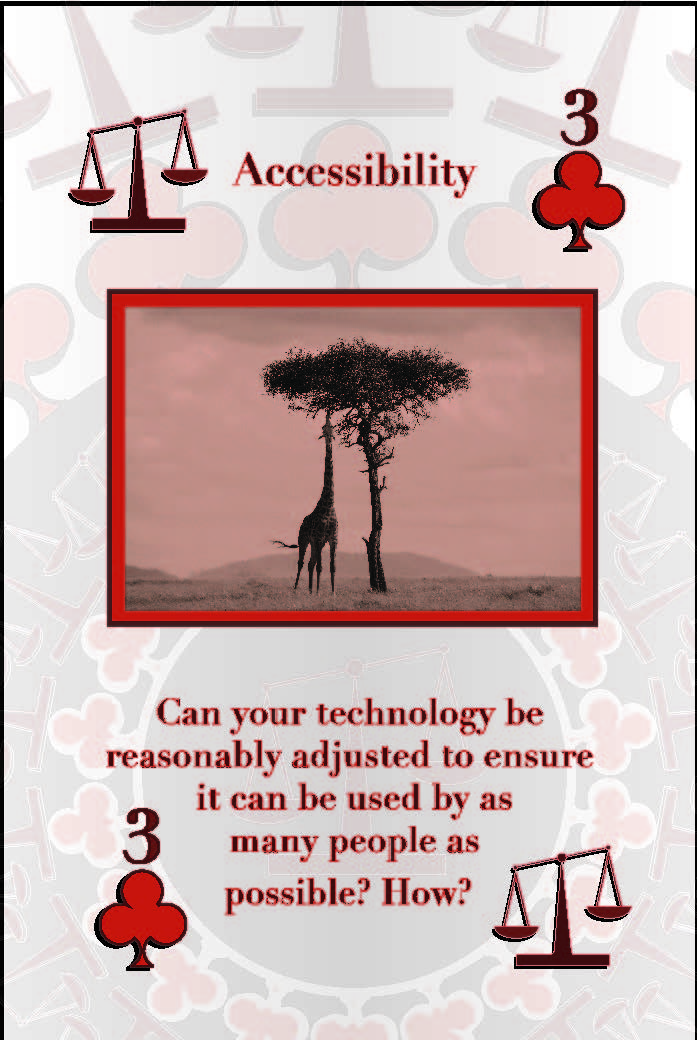 3
Accessibility
Can your technology be
reasonably adjusted to ensure
it can be used by as
many people as
possible? How?
3